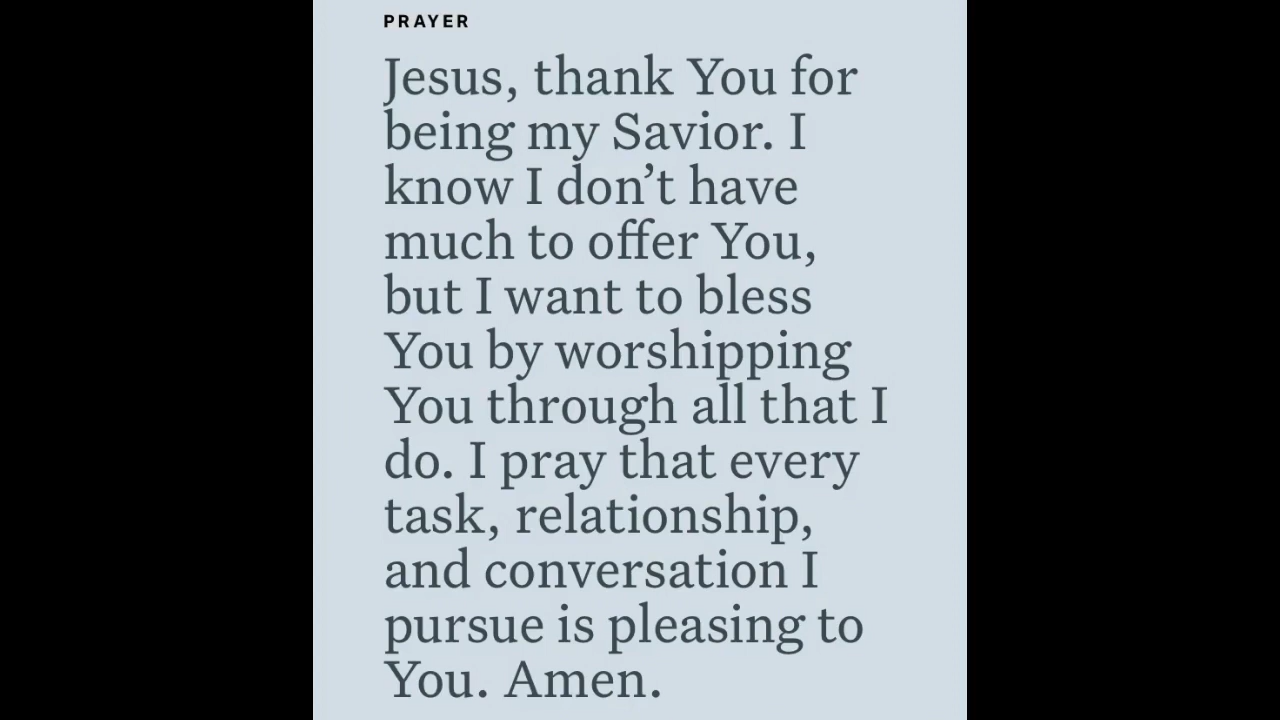 PRAYER
Jesus, thank You for
being my Savior. I
know I don’t have
much to offer You,
but I want to bless
You by worshipping
You through all that I
do. I pray that every
task, relationship,
and conversation I
pursue is pleasing to
You. Amen.